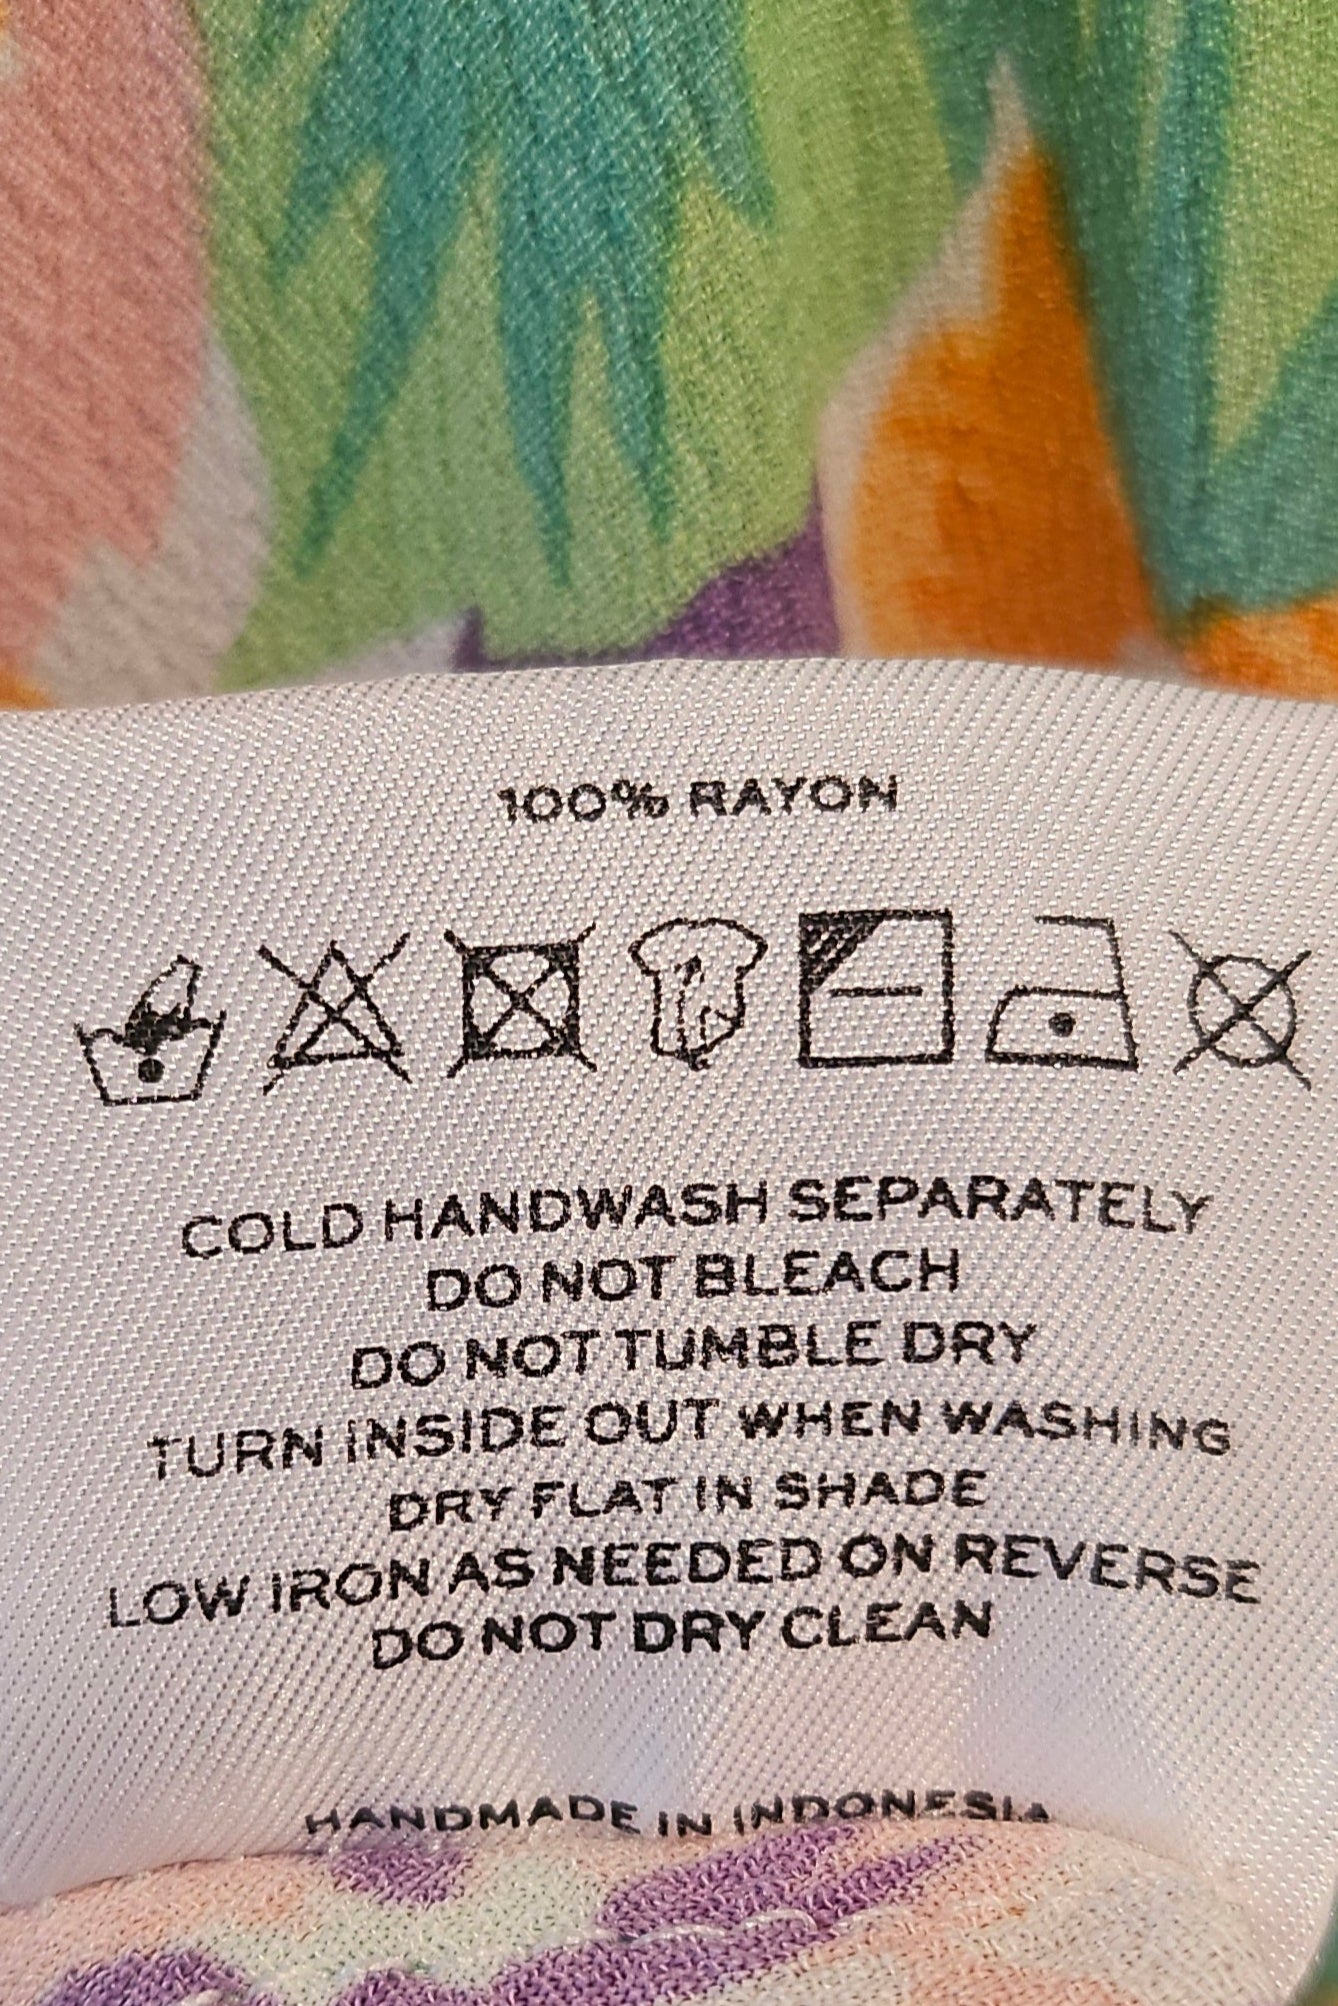 100% RAYON
COLD HANDWASH SEPARATELY
DO NOT BLEACH
DO NOT TUMBLE DRY
TURN INSIDE OUT WHEN WASHING
DRY FLAT IN SHADE
LOW IRON AS NEEDED ON REVERSE
DO NOT DRY CLEAN
HANDMADE IN INDONESIA